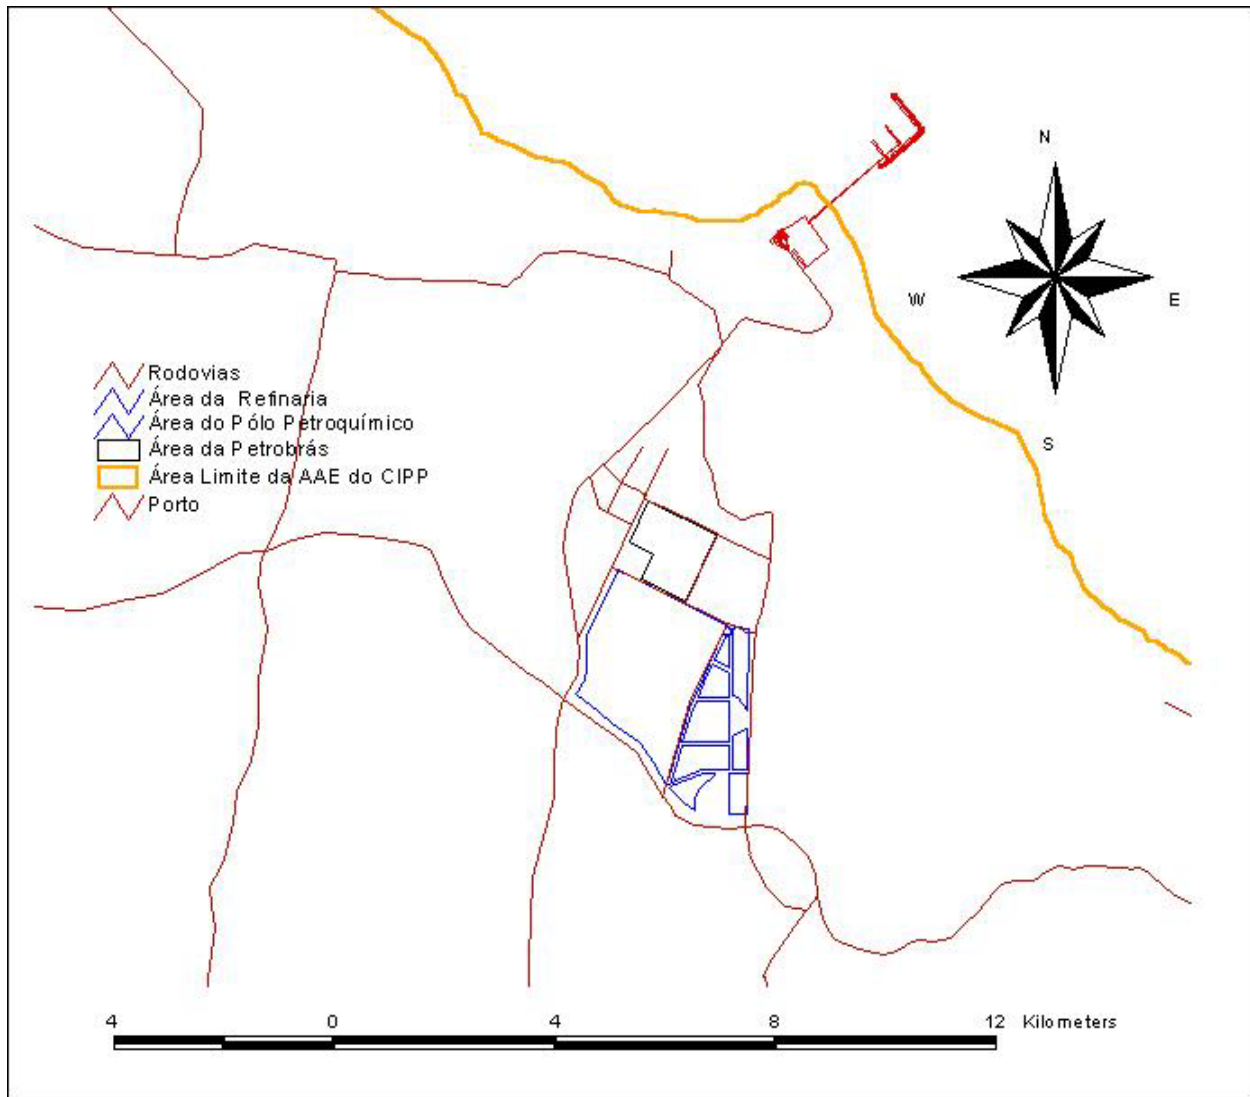 N
W
E
S
Rodovias
Área da Refinaria
Área do Pólo Petroquímico
Área da Petrobrás
Área Limite da AAE do CIPP
Porto
4 0 4 8 12 Kilometers